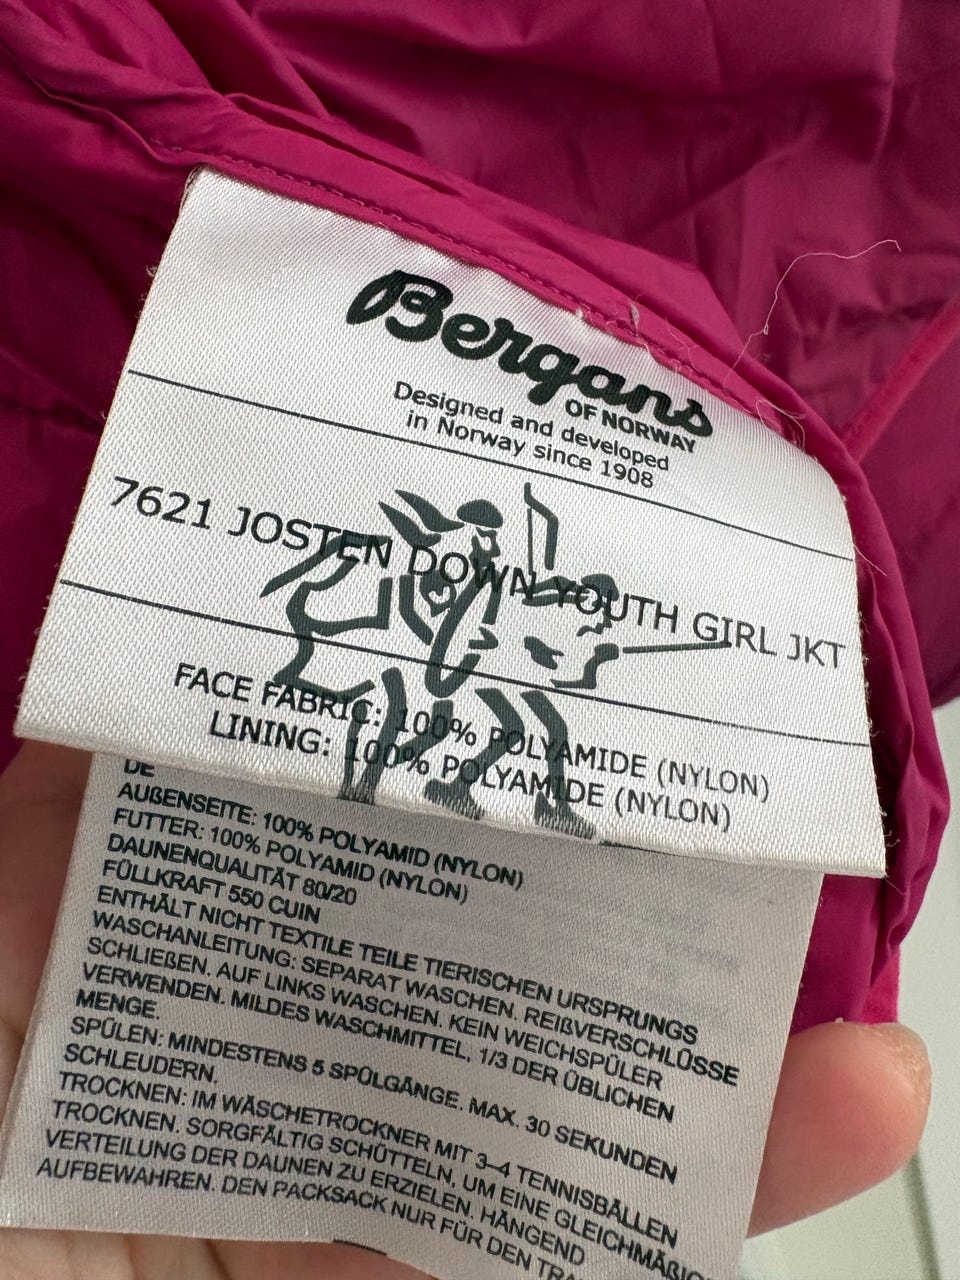 Bergans
OF NORWAY
Designed and developed
in Norway since 1908
7621 JOSTEN DOWN YOUTH GIRL JKT
FACE FABRIC: 100% POLYAMIDE (NYLON)
LINING: 100% POLYAMIDE (NYLON)
DE
AUßENSEITE: 100% POLYAMID (NYLON)
FUTTER: 100% POLYAMID (NYLON)
DAUNENQUALITÄT 80/20
FÜLLKRAFT 550 CUIN
ENTHÄLT NICHT TEXTILE TEILE TIERISCHEN URSPRUNGS
WASCHANLEITUNG: SEPARAT WASCHEN. REIßVERSCHLÜSSE
SCHLIEßEN. AUF LINKS WASCHEN. KEIN WEICHSPÜLER
VERWENDEN. MILDES WASCHMITTEL, 1/3 DER ÜBLICHEN
MENGE.
SPÜLEN: MINDESTENS 5 SPÜLGÄNGE. MAX. 30 SEKUNDEN
SCHLEUDERN.
TROCKNEN: IM WÄSCHETROCKNER MIT 3–4 TENNISBÄLLEN
TROCKNEN. SORGFÄLTIG SCHÜTTELN, UM EINE GLEICHMÄßIG
VERTEILUNG DER DAUNEN ZU ERZIELEN. HÄNGEND
AUFBEWAHREN. DEN PACKSACK NUR FÜR DEN TRA